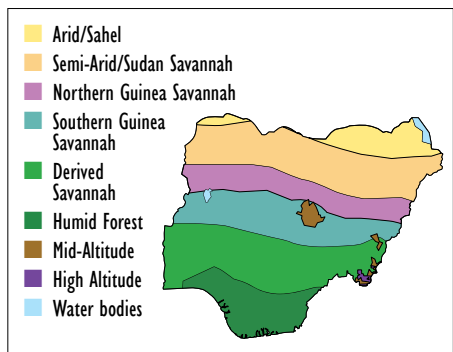 Arid/Sahel
Semi-Arid/Sudan Savannah
Northern Guinea Savannah
Southern Guinea
Savannah
Derived
Savannah
Humid Forest
Mid-Altitude
High Altitude
Water bodies